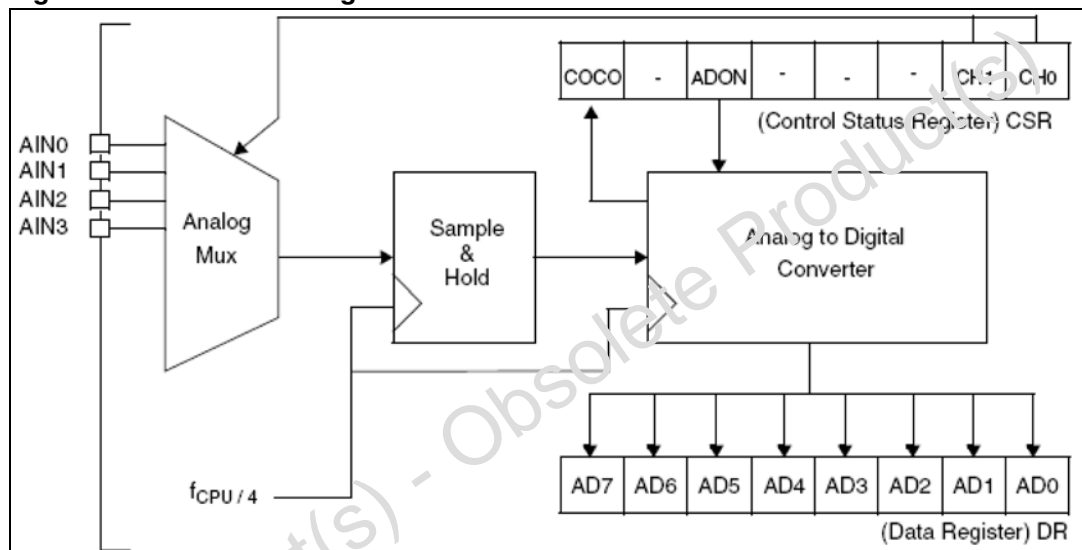 COCO - ADON - - - CH1 CH0
(Control Status Register) CSR
AIN0
AIN1
AIN2
AIN3
Analog
Mux
Sample
&
Hold
Analog to Digital
Converter
fCPU / 4
AD7 AD6 AD5 AD4 AD3 AD2 AD1 AD0
(Data Register) DR
ct(s) - Obsolete Product(s)